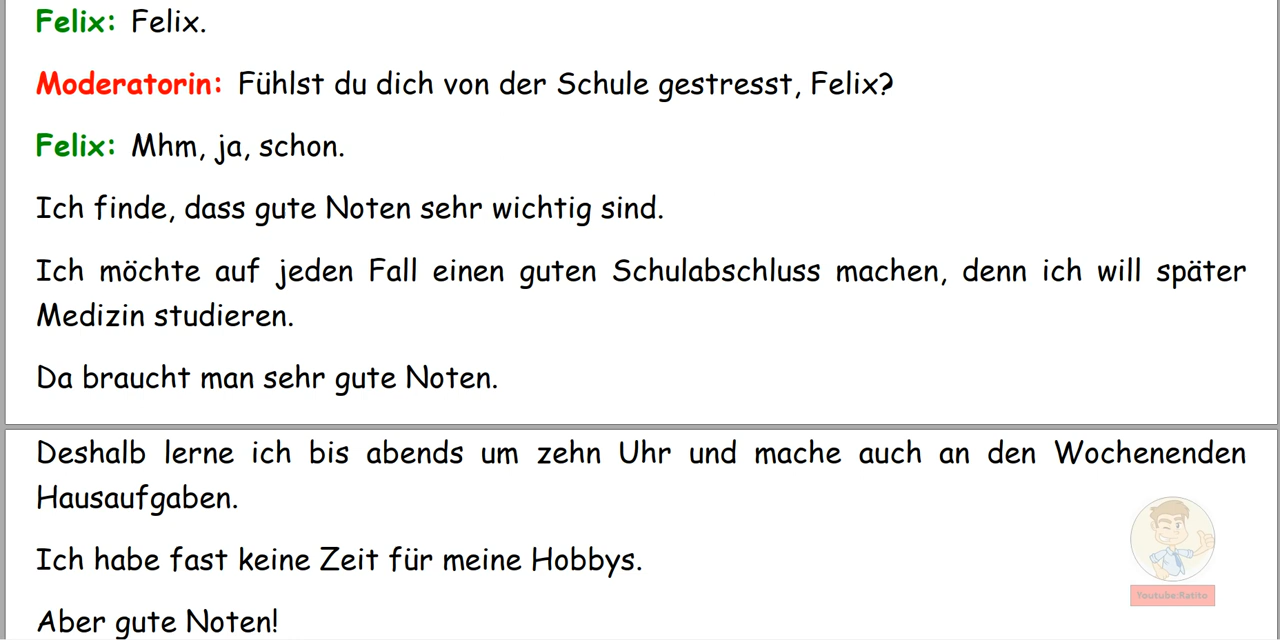 Felix: Felix.
Moderatorin: Fühlst du dich von der Schule gestresst, Felix?
Felix: Mhm, ja, schon.
Ich finde, dass gute Noten sehr wichtig sind.
Ich möchte auf jeden Fall einen guten Schulabschluss machen, denn ich will später
Medizin studieren.
Da braucht man sehr gute Noten.
Deshalb lerne ich bis abends um zehn Uhr und mache auch an den Wochenenden
Hausaufgaben.
Ich habe fast keine Zeit für meine Hobbys.
Aber gute Noten!
Youtube:Ratito